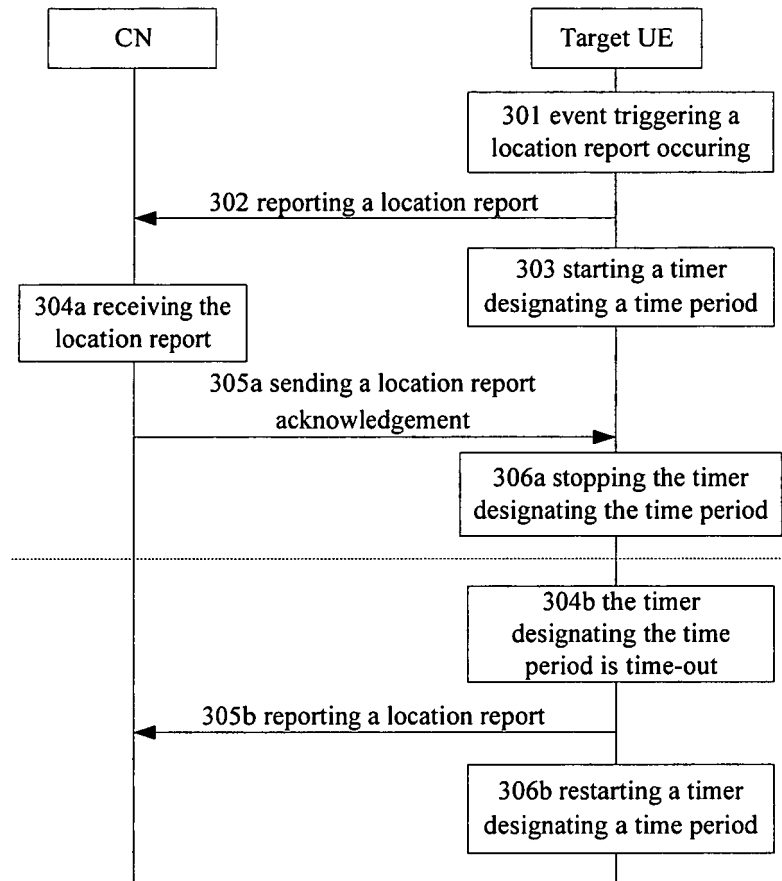 CN
Target UE
301 event triggering a
location report occuring
302 reporting a location report
303 starting a timer
designating a time period
304a receiving the
location report
305a sending a location report
acknowledgement
306a stopping the timer
designating the time period
304b the timer
designating the time
period is time-out
305b reporting a location report
306b restarting a timer
designating a time period